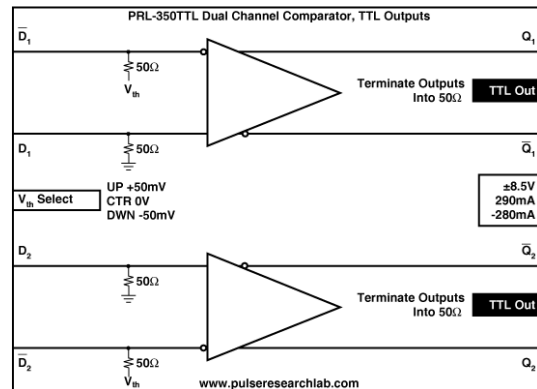 PRL-350TTL Dual Channel Comparator, TTL Outputs
D̅₁
Q₁
50Ω
Vth
Terminate Outputs
Into 50Ω
TTL Out
D₁
50Ω
Q̅₁
Vth Select
UP +50mV
CTR 0V
DWN -50mV
±8.5V
290mA
-280mA
D₂
Q̅₂
50Ω
Terminate Outputs
Into 50Ω
TTL Out
D̅₂
50Ω
Vth
Q₂
www.pulseresearchlab.com